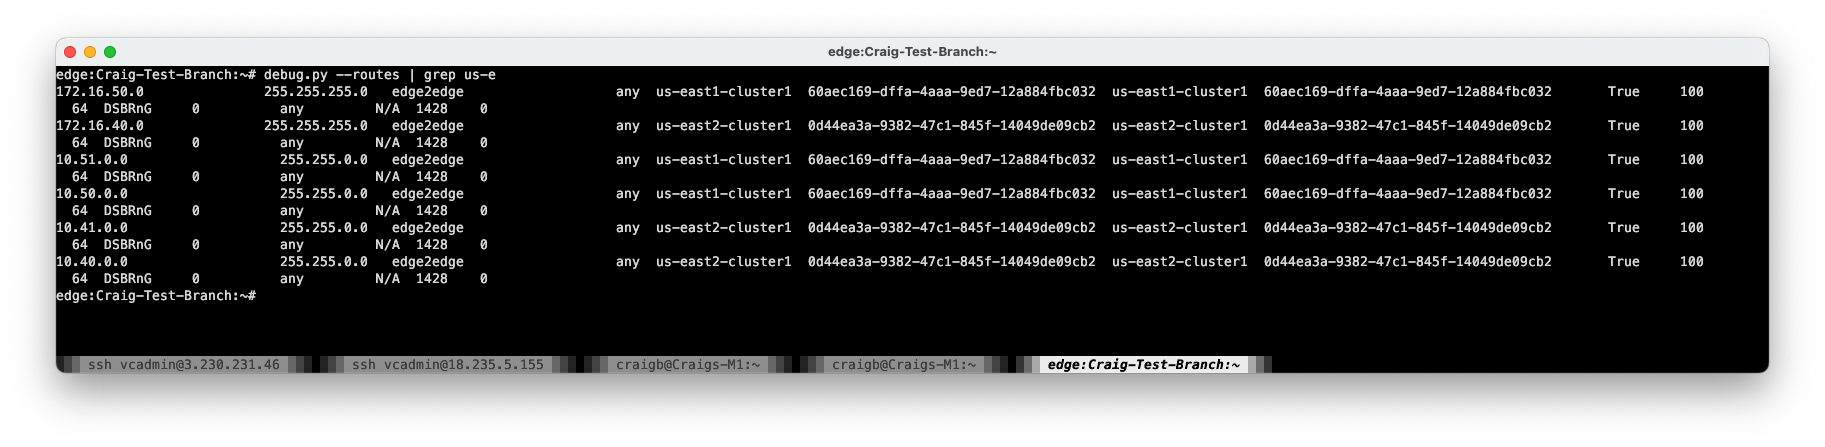 edge:Craig-Test-Branch:~
edge:Craig-Test-Branch:~# debug.py --routes | grep us-e
172.16.50.0 255.255.255.0 edge2edge any us-east1-cluster1 60aec169-dffa-4aaa-9ed7-12a884fbc032 us-east1-cluster1 60aec169-dffa-4aaa-9ed7-12a884fbc032 True 100
64 DSBRnG 0 any N/A 1428 0
172.16.40.0 255.255.255.0 edge2edge any us-east2-cluster1 0d44ea3a-9382-47c1-845f-14049de09cb2 us-east2-cluster1 0d44ea3a-9382-47c1-845f-14049de09cb2 True 100
64 DSBRnG 0 any N/A 1428 0
10.51.0.0 255.255.0.0 edge2edge any us-east1-cluster1 60aec169-dffa-4aaa-9ed7-12a884fbc032 us-east1-cluster1 60aec169-dffa-4aaa-9ed7-12a884fbc032 True 100
64 DSBRnG 0 any N/A 1428 0
10.50.0.0 255.255.0.0 edge2edge any us-east1-cluster1 60aec169-dffa-4aaa-9ed7-12a884fbc032 us-east1-cluster1 60aec169-dffa-4aaa-9ed7-12a884fbc032 True 100
64 DSBRnG 0 any N/A 1428 0
10.41.0.0 255.255.0.0 edge2edge any us-east2-cluster1 0d44ea3a-9382-47c1-845f-14049de09cb2 us-east2-cluster1 0d44ea3a-9382-47c1-845f-14049de09cb2 True 100
64 DSBRnG 0 any N/A 1428 0
10.40.0.0 255.255.0.0 edge2edge any us-east2-cluster1 0d44ea3a-9382-47c1-845f-14049de09cb2 us-east2-cluster1 0d44ea3a-9382-47c1-845f-14049de09cb2 True 100
64 DSBRnG 0 any N/A 1428 0
edge:Craig-Test-Branch:~#
ssh vcadmin@3.230.231.46 ssh vcadmin@18.235.5.155 craigb@Craigs-M1:~ craigb@Craigs-M1:~ edge:Craig-Test-Branch:~